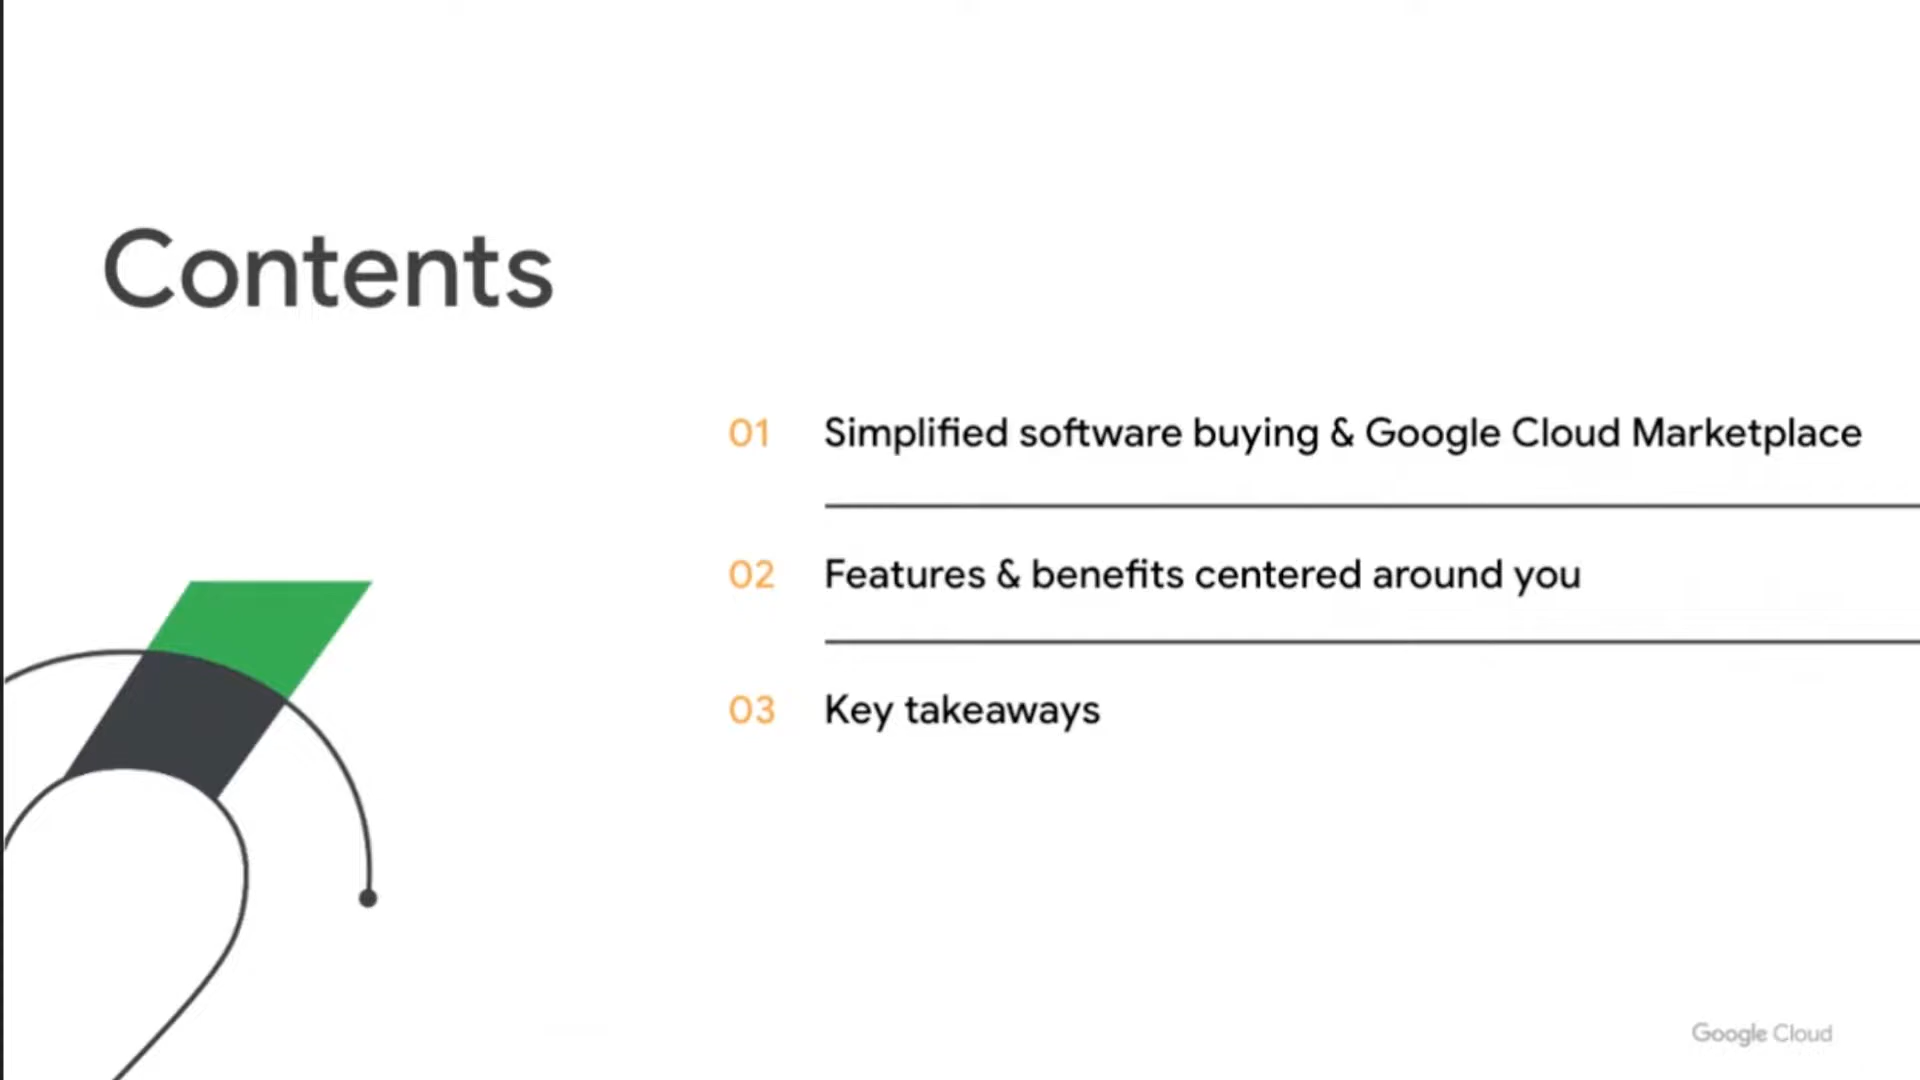 Contents
01 Simplified software buying & Google Cloud Marketplace
02 Features & benefits centered around you
03 Key takeaways
Google Cloud